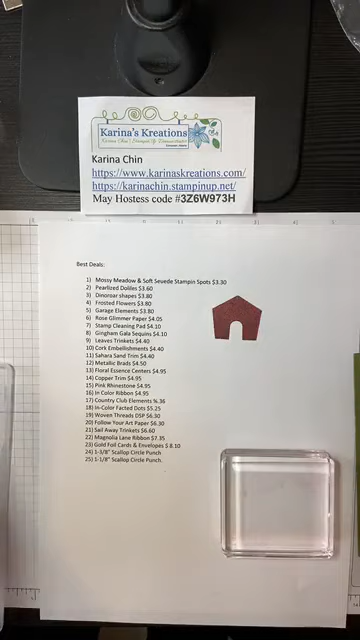 Karina's Kreations
Karina Chin
https://www.karinaskreations.com/
https://karinachin.stampinup.net/
May Hostess code #3Z6W973H
Best Deals:
1) Mossy Meadow & Soft Sevede Stampin Spots $3.30
2) Pearlized Doilies $3.60
3) Dinoroar shapes $3.80
4) Frosted Flowers $3.80
5) Garage Elements $3.80
6) Rose Glimmer Paper $4.05
7) Stamp Cleaning Pad $4.10
8) Gingham Gala Sequins $4.10
9) Leaves Trinkets $4.40
10) Cork Embellishments $4.40
11) Sahara Sand Trim $4.40
12) Metallic Brads $4.50
13) Floral Essence Centers $4.95
14) Copper Trim $4.95
15) Pink Rhinestone $4.95
16) In Color Ribbon $4.95
17) Country Club Elements %.36
18) In-Color Facted Dots $5.25
19) Woven Threads DSP $6.30
20) Follow Your Art Paper $6.30
21) Sail Away Trinkets $6.60
22) Magnolia Lane Ribbon $7.35
23) Gold Foil Cards & Envelopes $ 8.10
24) 1-3/8" Scallop Circle Punch
25) 1-1/8" Scallop Circle Punch